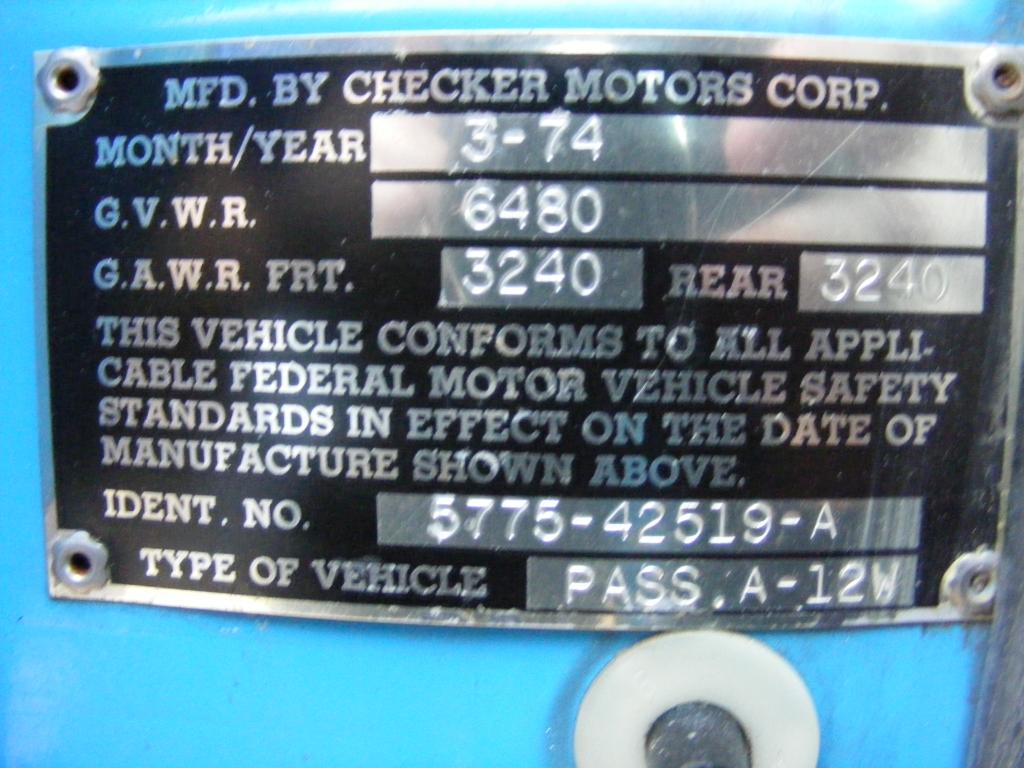 MFD. BY CHECKER MOTORS CORP.
MONTH/YEAR 3-74
G.V.W.R. 6480
G.A.W.R. FRT. 3240 REAR 3240
THIS VEHICLE CONFORMS TO ALL APPLI-
CABLE FEDERAL MOTOR VEHICLE SAFETY
STANDARDS IN EFFECT ON THE DATE OF
MANUFACTURE SHOWN ABOVE.
IDENT. NO. 5775-42519-A
TYPE OF VEHICLE PASS.A-12W